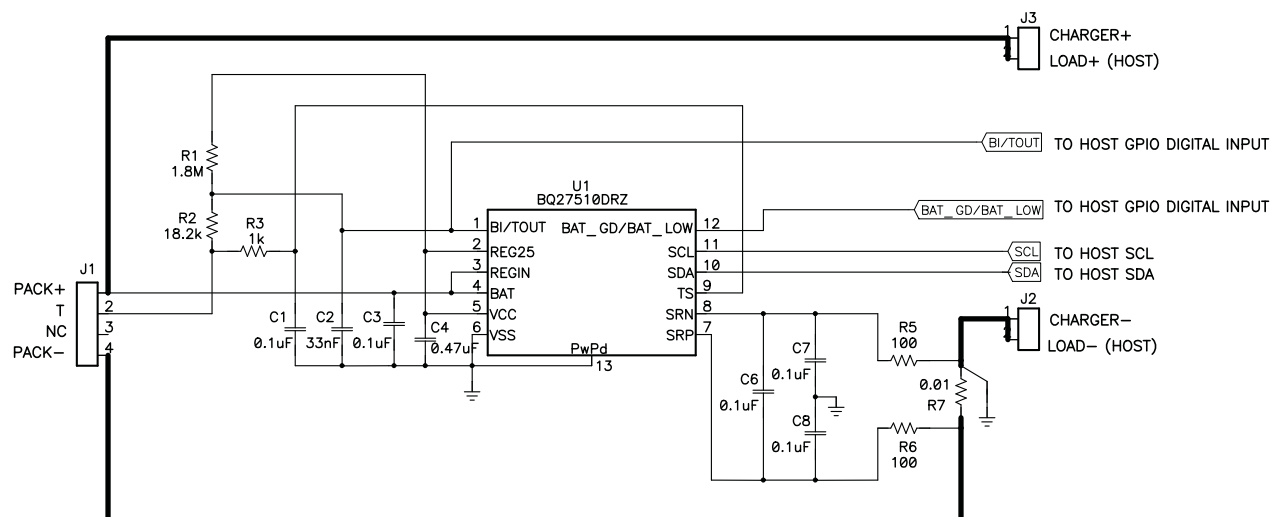 J3
1
CHARGER+
LOAD+ (HOST)
R1
1.8M
BI/TOUT
TO HOST GPIO DIGITAL INPUT
U1
BQ27510DRZ
R2
18.2k
R3
1k
BAT_GD/BAT_LOW
TO HOST GPIO DIGITAL INPUT
1
BI/TOUT
BAT_GD/BAT_LOW
12
2
REG25
SCL
11
SCL
TO HOST SCL
3
REGIN
SDA
10
SDA
TO HOST SDA
J1
PACK+
4
BAT
TS
9
T
2
5
VCC
SRN
8
NC
3
6
VSS
SRP
7
PACK-
4
C1
0.1uF
C2
33nF
C3
0.1uF
C4
0.47uF
PwPd
13
J2
1
CHARGER-
LOAD- (HOST)
R5
100
C7
0.1uF
C6
0.1uF
0.01
R7
C8
0.1uF
R6
100